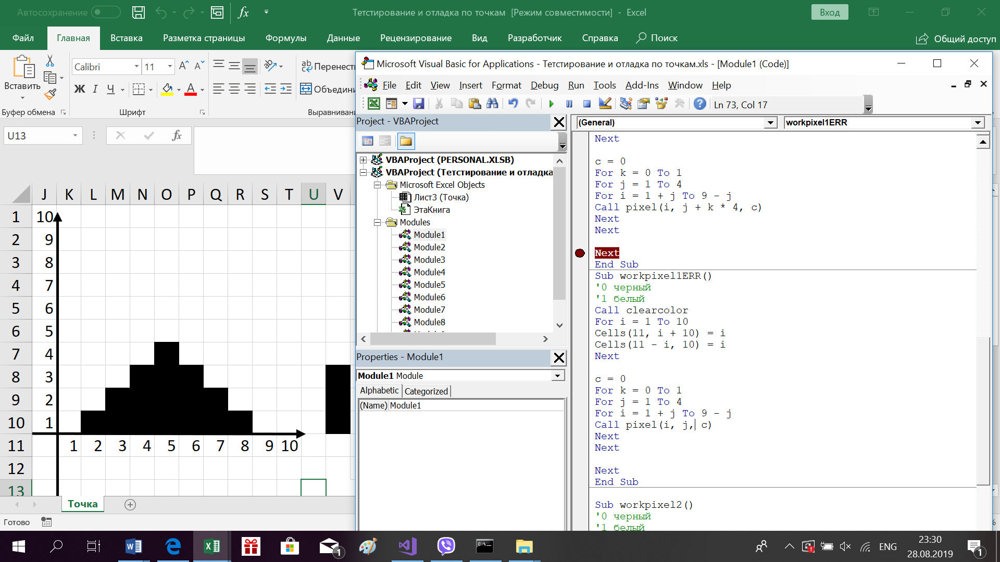 Автосохранение
Тетстирование и отладка по точкам [Режим совместимости] - Excel
Вход
Файл Главная Вставка Разметка страницы Формулы Данные Рецензирование Вид Разработчик Справка Поиск Общий доступ
Вставить
Буфер обмена
Calibri 11
Ж К Ч
Шрифт
Перенести
Объедини
Выравниван
U13
fx
J K L M N O P Q R S T U V
1 10
2 9
3 8
4 7
5 6
6 5
7 4
8 3
9 2
10 1
11 1 2 3 4 5 6 7 8 9 10
12
13
Точка
Готово
Microsoft Visual Basic for Applications - Тетстирование и отладка по точкам.xls - [Module1 (Code)]
File Edit View Insert Format Debug Run Tools Add-Ins Window Help
Ln 73, Col 17
Project - VBAProject
VBAProject (PERSONAL.XLSB)
VBAProject (Тетстирование и отладка
Microsoft Excel Objects
Лист3 (Точка)
ЭтаКнига
Modules
Module1
Module2
Module3
Module4
Module5
Module6
Module7
Module8
Properties - Module1
Module1 Module
Alphabetic Categorized
(Name) Module1
(General) workpixel1ERR
Next
c = 0
For k = 0 To 1
For j = 1 To 4
For i = 1 + j To 9 - j
Call pixel(i, j + k * 4, c)
Next
Next
Next
End Sub
Sub workpixel1ERR()
'0 черный
'1 белый
Call clearcolor
For i = 1 To 10
Cells(11, i + 10) = i
Cells(11 - i, 10) = i
Next
c = 0
For k = 0 To 1
For j = 1 To 4
For i = 1 + j To 9 - j
Call pixel(i, j, c)
Next
Next
Next
End Sub
Sub workpixel2()
'0 черный
'1 белый
1
ENG
23:30
28.08.2019
1